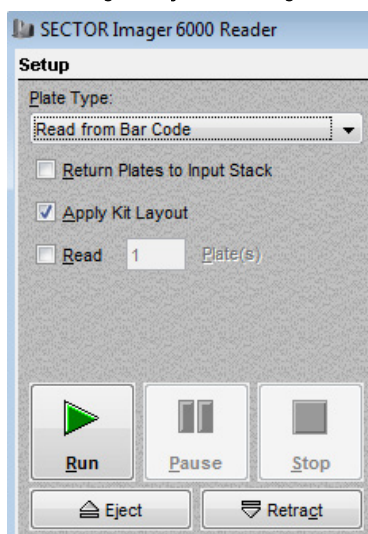 SECTOR Imager 6000 Reader
Setup
Plate Type:
Read from Bar Code
Return Plates to Input Stack
Apply Kit Layout
Read 1 Plate(s)
Run Pause Stop
Eject Retract